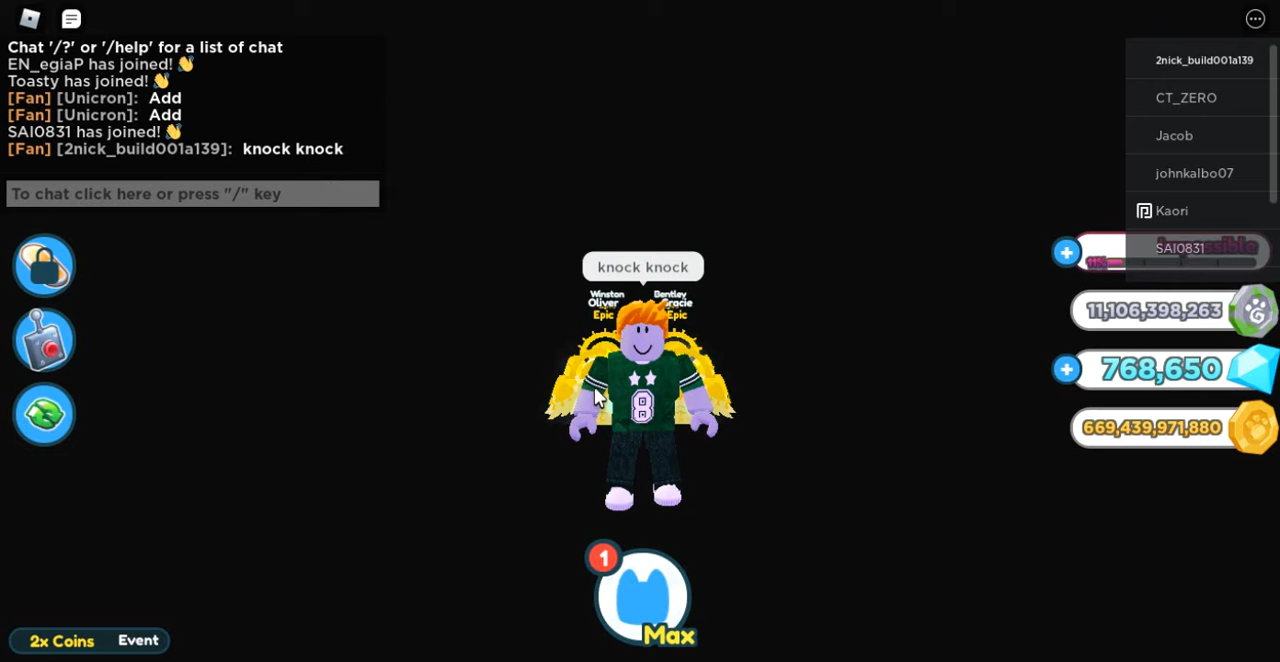 Chat '/?' or '/help' for a list of chat
EN_egiaP has joined! 👋
Toasty has joined! 👋
[Fan] [Unicron]: Add
[Fan] [Unicron]: Add
SAI0831 has joined! 👋
[Fan] [2nick_build001a139]: knock knock
To chat click here or press "/" key
2nick_build001a139
CT_ZERO
Jacob
johnkalbo07
Kaori
SAI0831
11%
11,106,398,263
768,650
669,439,971,880
knock knock
Winston Bentley
Oliver Gracie
Epic Epic
1
Max
2x Coins Event